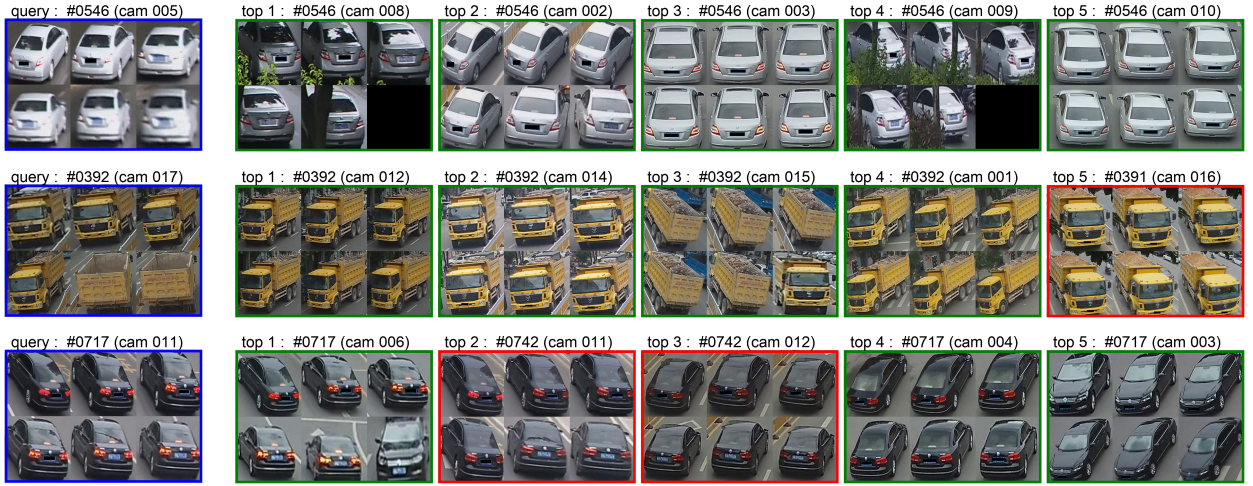 query : #0546 (cam 005)
top 1 : #0546 (cam 008)
top 2 : #0546 (cam 002)
top 3 : #0546 (cam 003)
top 4 : #0546 (cam 009)
top 5 : #0546 (cam 010)
query : #0392 (cam 017)
top 1 : #0392 (cam 012)
top 2 : #0392 (cam 014)
top 3 : #0392 (cam 015)
top 4 : #0392 (cam 001)
top 5 : #0391 (cam 016)
query : #0717 (cam 011)
top 1 : #0717 (cam 006)
top 2 : #0742 (cam 011)
top 3 : #0742 (cam 012)
top 4 : #0717 (cam 004)
top 5 : #0717 (cam 003)